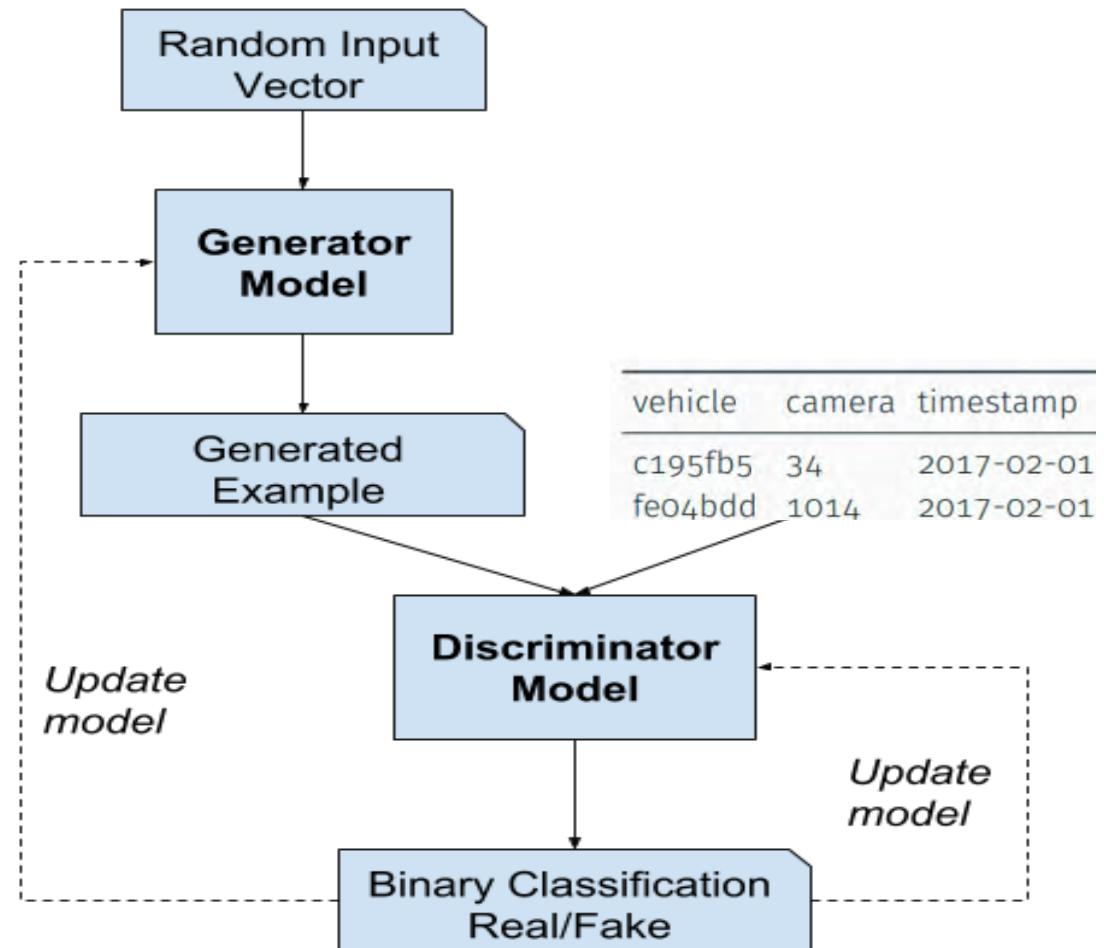 Random Input
Vector
Generator
Model
Generated
Example
vehicle camera timestamp
c195fb5 34 2017-02-01
fe04bdd 1014 2017-02-01
Discriminator
Model
Update
model
Update
model
Binary Classification
Real/Fake